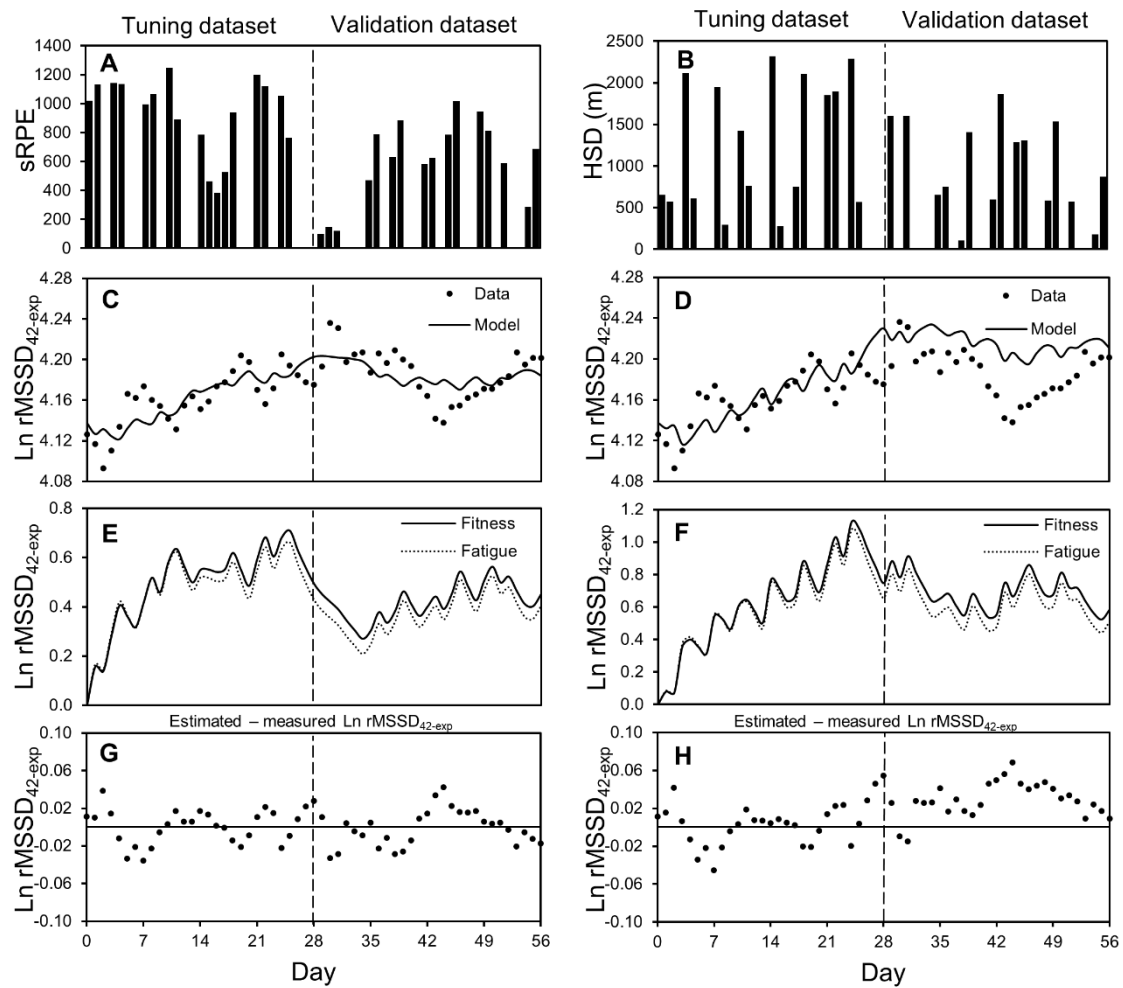 Tuning dataset Validation dataset
Tuning dataset Validation dataset
A
sRPE
1400
1200
1000
800
600
400
200
0
B
HSD (m)
2500
2000
1500
1000
500
0
C
Ln rMSSD42-exp
4.28
4.24
4.20
4.16
4.12
4.08
Data
Model
D
Ln rMSSD42-exp
4.28
4.24
4.20
4.16
4.12
4.08
Data
Model
E
Ln rMSSD42-exp
0.8
0.6
0.4
0.2
0.0
Fitness
Fatigue
F
Ln rMSSD42-exp
1.2
1.0
0.8
0.6
0.4
0.2
0.0
Fitness
Fatigue
Estimated – measured Ln rMSSD42-exp
G
Ln rMSSD42-exp
0.10
0.06
0.02
-0.02
-0.06
-0.10
0 7 14 21 28 35 42 49 56
Day
Estimated – measured Ln rMSSD42-exp
H
Ln rMSSD42-exp
0.10
0.06
0.02
-0.02
-0.06
-0.10
0 7 14 21 28 35 42 49 56
Day